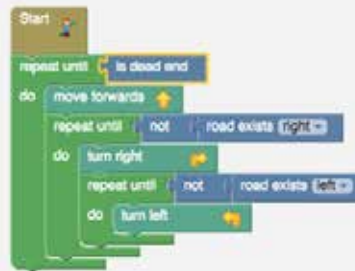 Start
repeat until is dead end
do move forwards
repeat until not road exists right
do turn right
repeat until not road exists left
do turn left